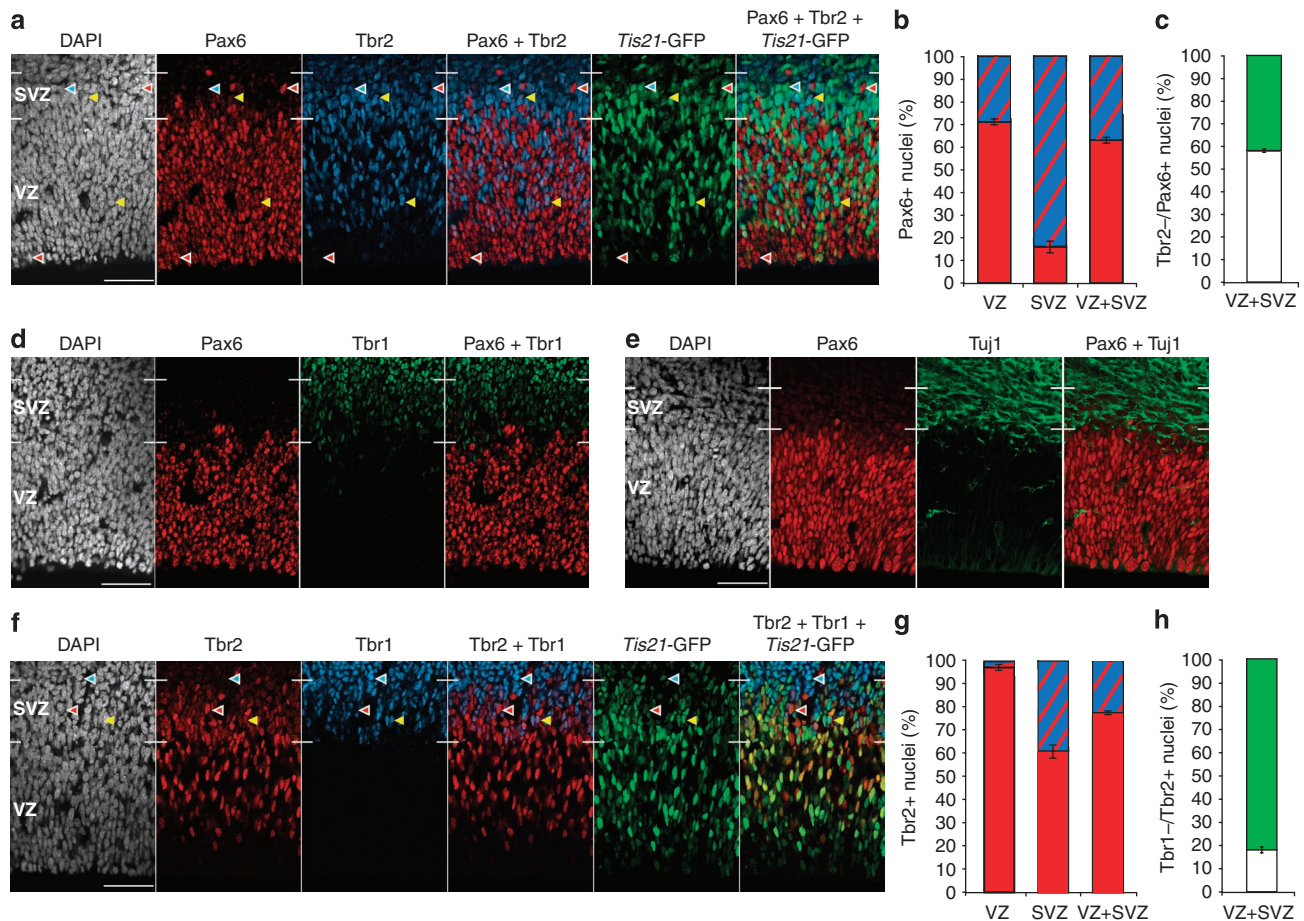 a
DAPI
Pax6
Tbr2
Pax6 + Tbr2
Tis21-GFP
Pax6 + Tbr2 +
Tis21-GFP
SVZ
VZ
b
Pax6+ nuclei (%)
100
90
80
70
60
50
40
30
20
10
0
VZ SVZ VZ+SVZ
c
Tbr2–/Pax6+ nuclei (%)
100
90
80
70
60
50
40
30
20
10
0
VZ+SVZ
d
DAPI
Pax6
Tbr1
Pax6 + Tbr1
SVZ
VZ
e
DAPI
Pax6
Tuj1
Pax6 + Tuj1
SVZ
VZ
f
DAPI
Tbr2
Tbr1
Tbr2 + Tbr1
Tis21-GFP
Tbr2 + Tbr1 +
Tis21-GFP
SVZ
VZ
g
Tbr2+ nuclei (%)
100
90
80
70
60
50
40
30
20
10
0
VZ SVZ VZ+SVZ
h
Tbr1–/Tbr2+ nuclei (%)
100
90
80
70
60
50
40
30
20
10
0
VZ+SVZ